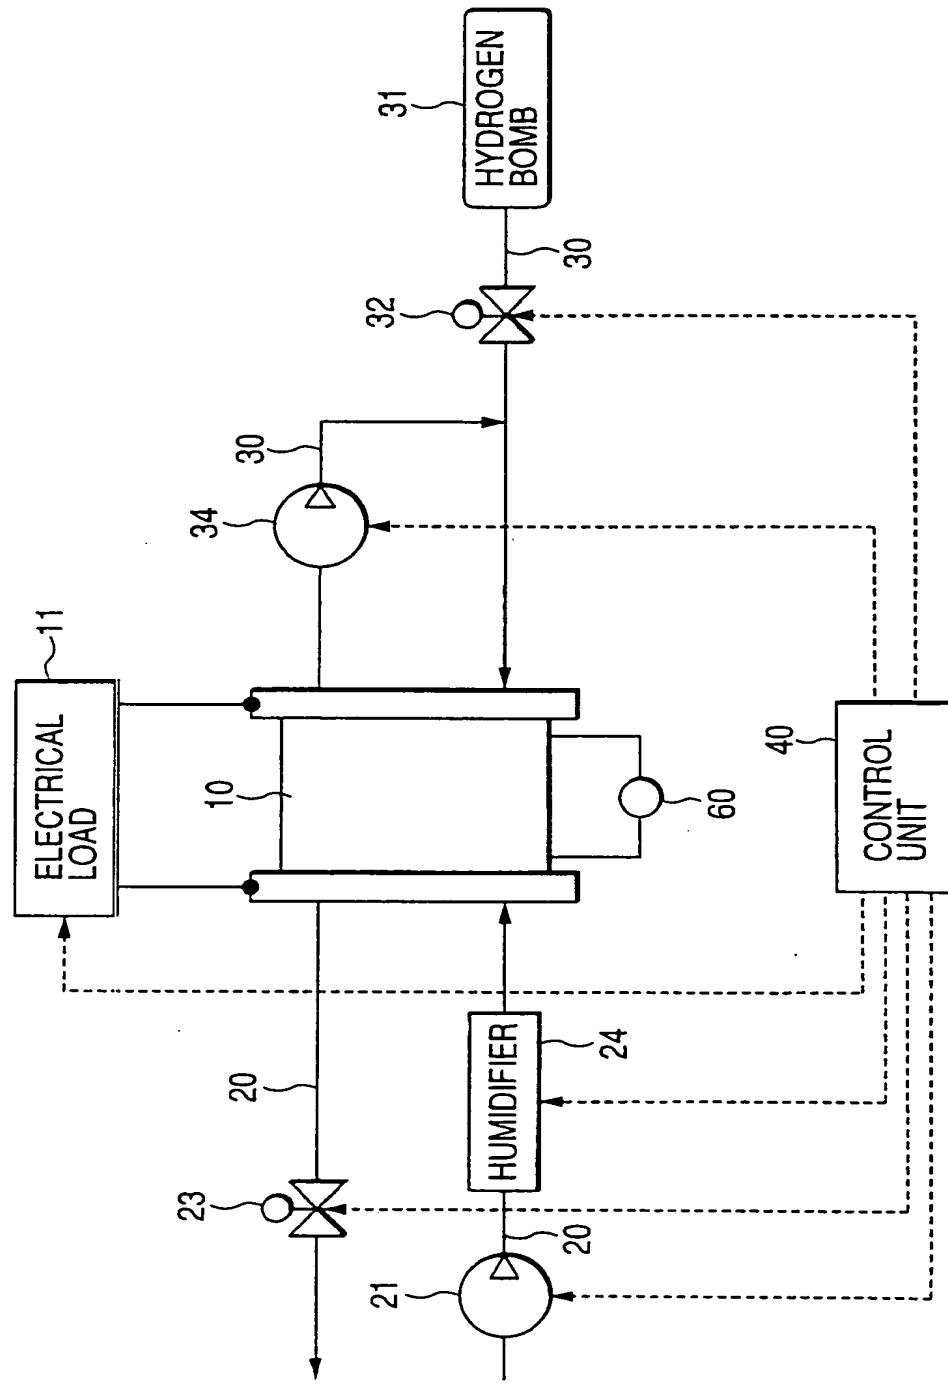 ELECTRICAL
LOAD
11
10
60
34
30
32
30
31
HYDROGEN
BOMB
20
23
HUMIDIFIER
24
20
21
40
CONTROL
UNIT